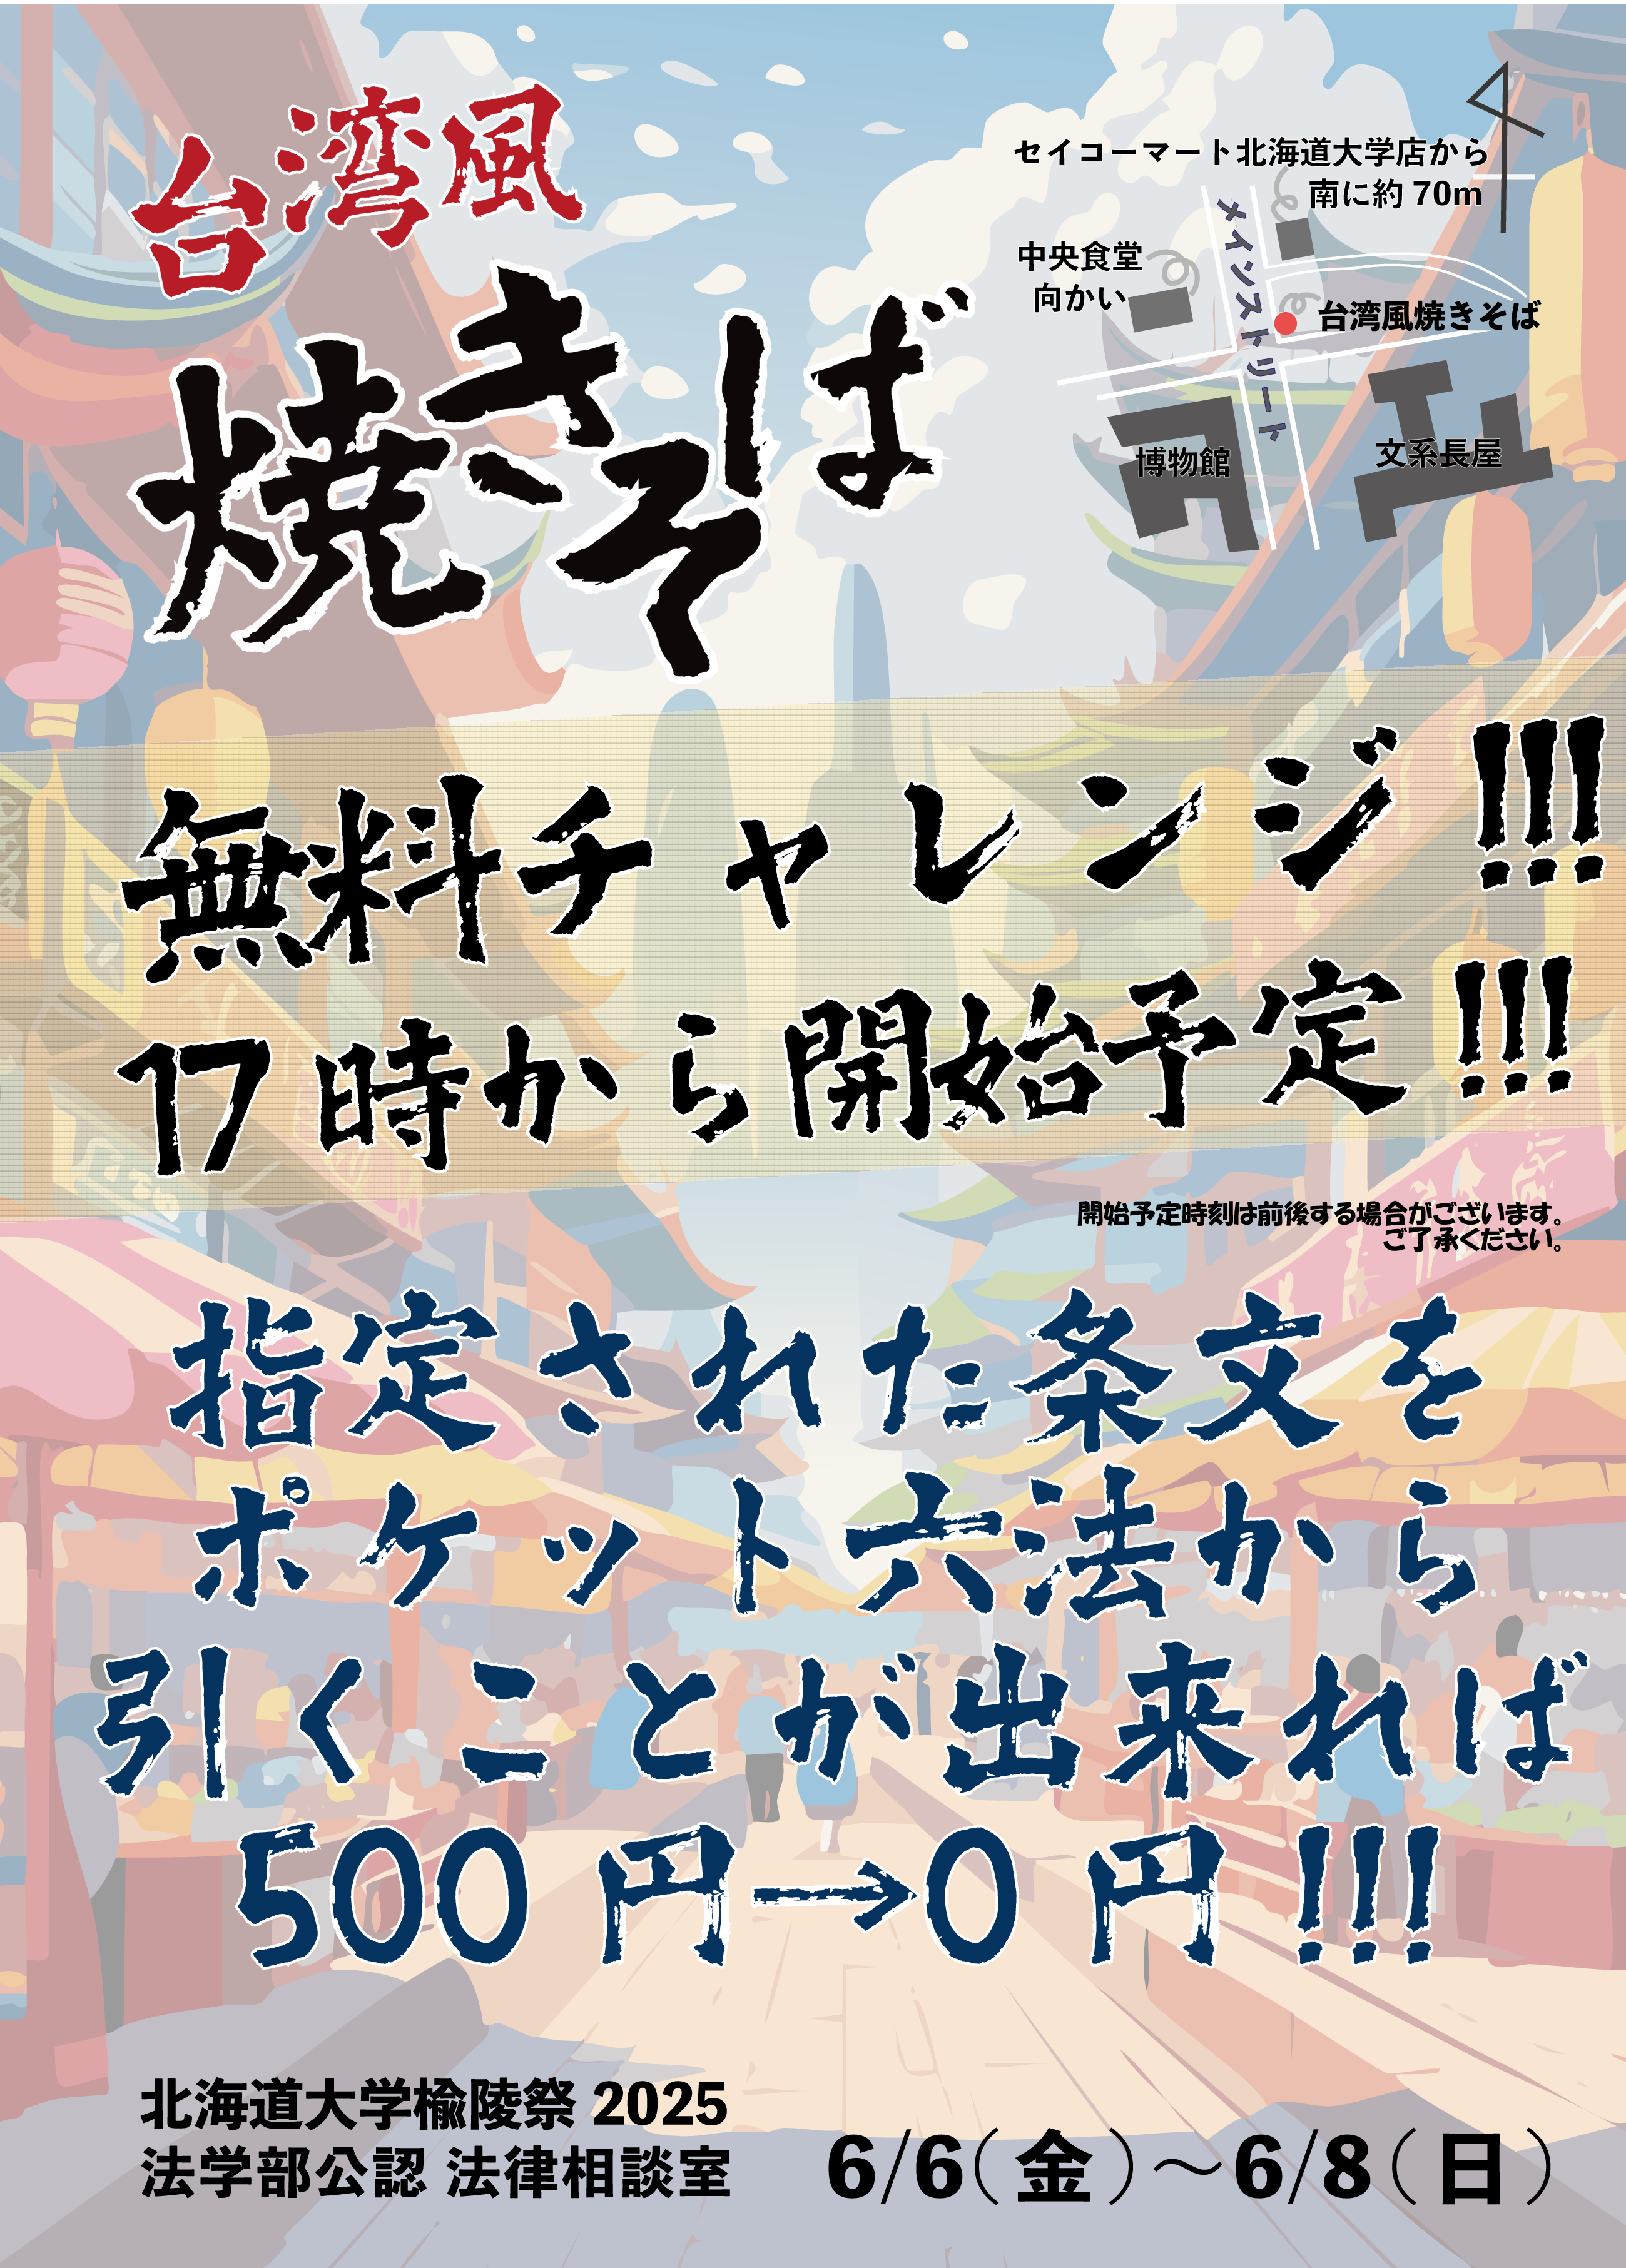 台湾風
焼きそば
セイコーマート北海道大学店から
南に約70m
中央食堂
向かい
メインストリート
台湾風焼きそば
博物館
文系長屋
無料チャレンジ!!!
17時から開始予定!!!
開始予定時刻は前後する場合がございます。
ご了承ください。
指定された条文を
ポケット六法から
引くことが出来れば
500円→0円!!!
北海道大学楡陵祭 2025
法学部公認 法律相談室
6/6(金)～6/8(日)